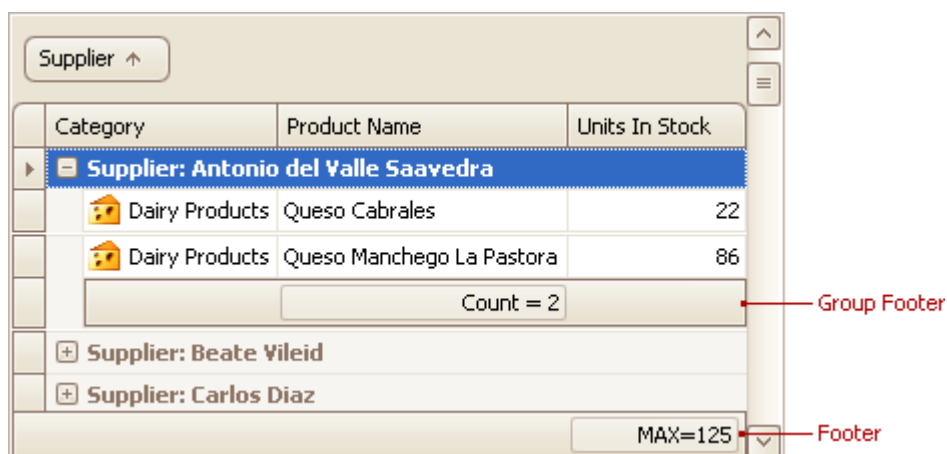 Supplier
Category Product Name Units In Stock
Supplier: Antonio del Valle Saavedra
Dairy Products Queso Cabrales 22
Dairy Products Queso Manchego La Pastora 86
Count = 2 Group Footer
Supplier: Beate Vileid
Supplier: Carlos Diaz
MAX=125 Footer